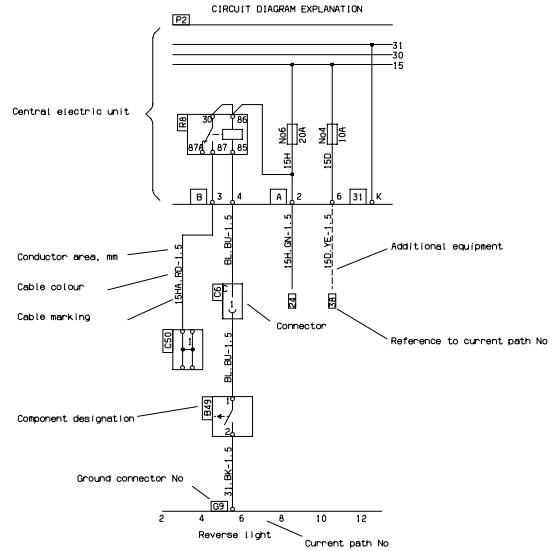 CIRCUIT DIAGRAM EXPLANATION
P2
31
30
15
Central electric unit
R8
30 86
87A 87 85
No6
20A
No4
10A
15H
15D
B 3 4 A 2 6 31 K
BL.BU-1.5
15H.GN-1.5
15D.YE-1.5
Additional equipment
Conductor area, mm
15HA.RD-1.5
Cable colour
C6 C
1
24
38
Cable marking
Connector
Reference to current path No
C50
1
BL.BU-1.5
B49
1
Component designation
2
31.BK-1.5
Ground connector No
G9
2 4 6 8 10 12
Reverse light
Current path No